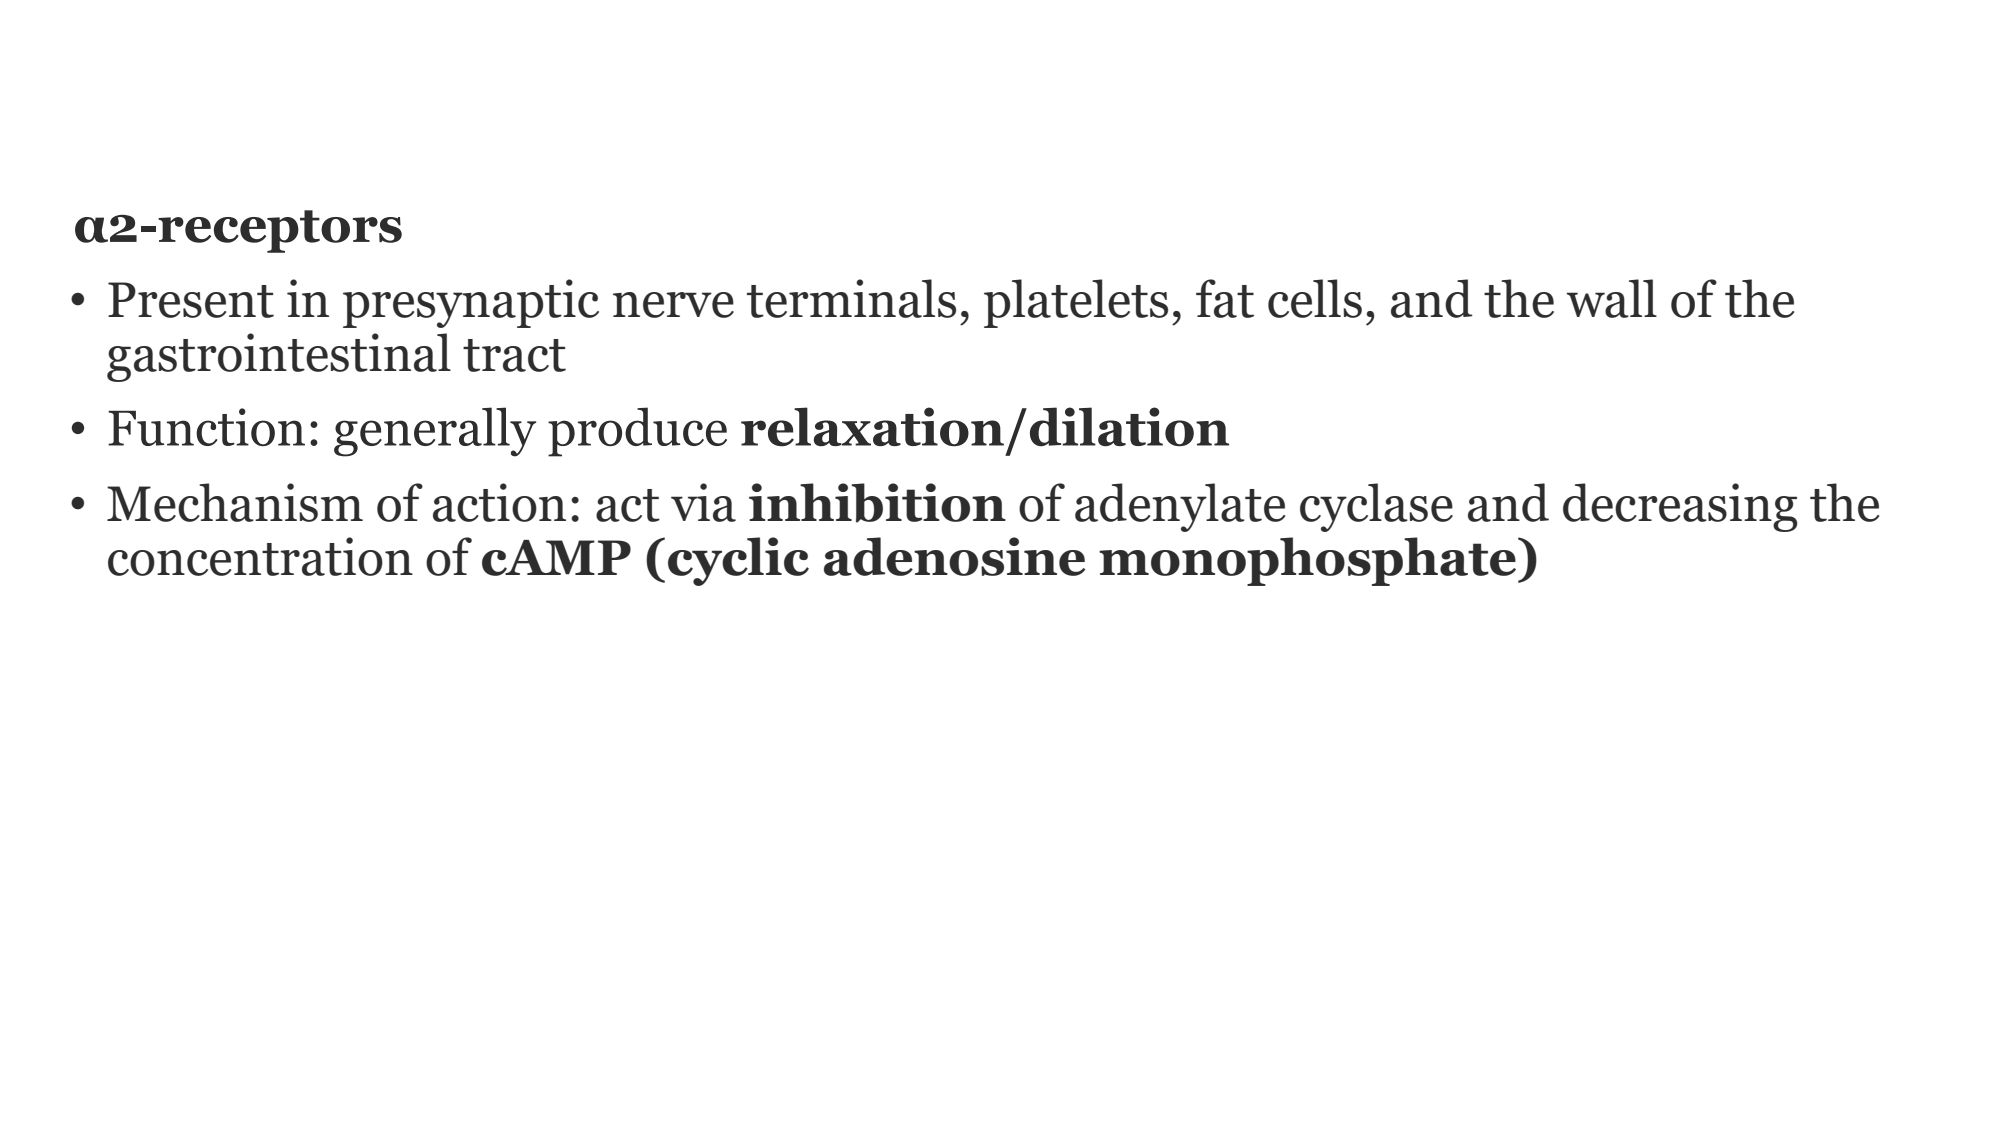 α2-receptors
• Present in presynaptic nerve terminals, platelets, fat cells, and the wall of the
gastrointestinal tract
• Function: generally produce relaxation/dilation
• Mechanism of action: act via inhibition of adenylate cyclase and decreasing the
concentration of cAMP (cyclic adenosine monophosphate)